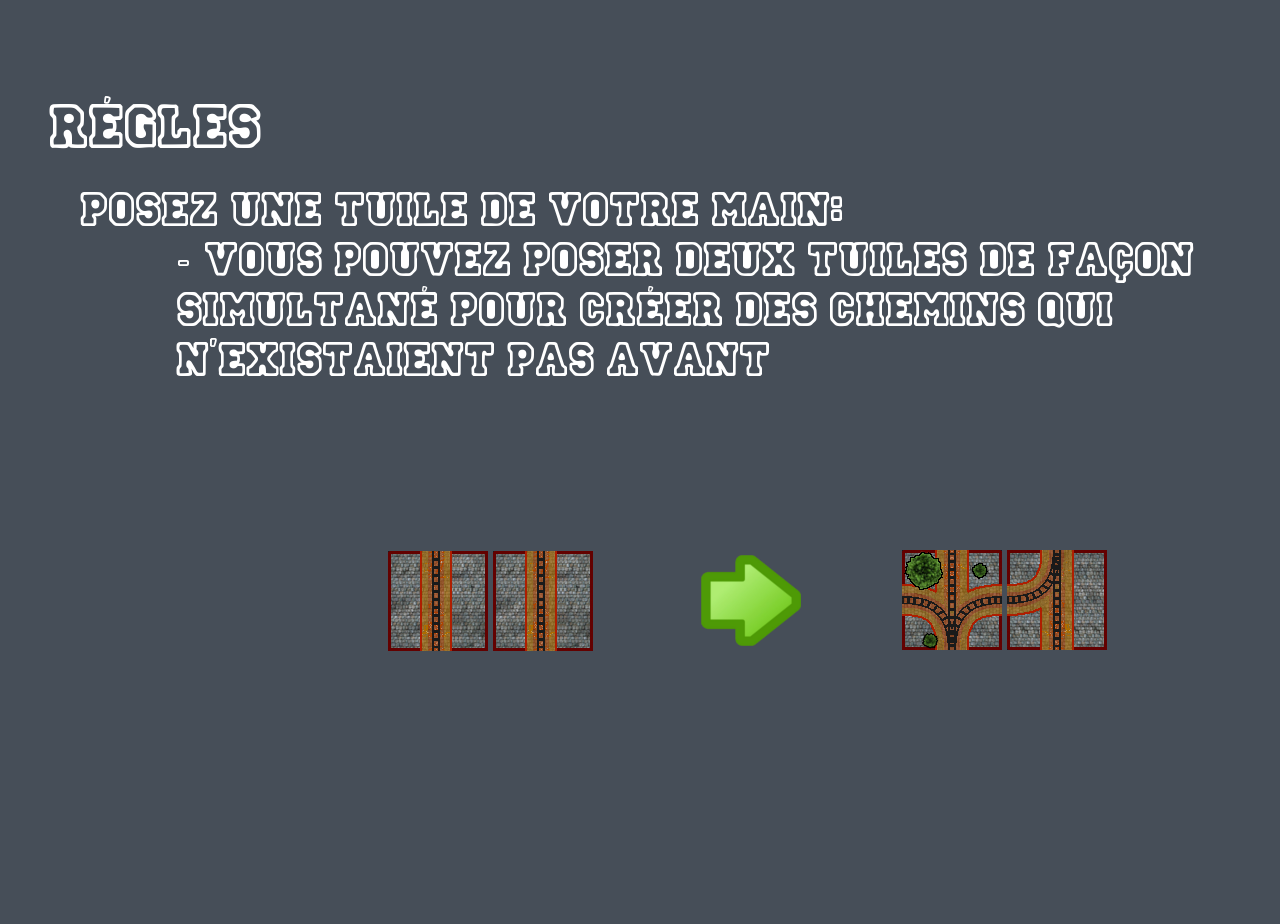 RÉGLES
POSEZ UNE TUILE DE VOTRE MAIN:
- VOUS POUVEZ POSER DEUX TUILES DE FAÇON
SIMULTANÉ POUR CRÉER DES CHEMINS QUI
N'EXISTAIENT PAS AVANT